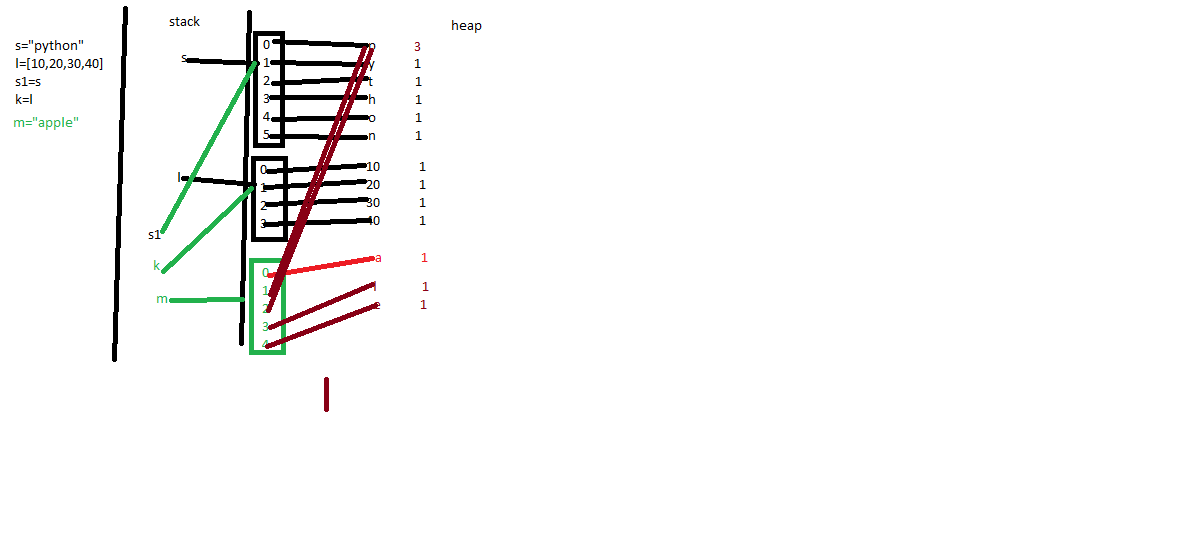 stack
heap
s="python"
l=[10,20,30,40]
s1=s
k=l
m="apple"
s
0 p 3
1 y 1
2 t 1
3 h 1
4 o 1
5 n 1
l
0 10 1
1 20 1
2 30 1
3 40 1
s1
k
m
0 a 1
1
2
3 l 1
4 e 1